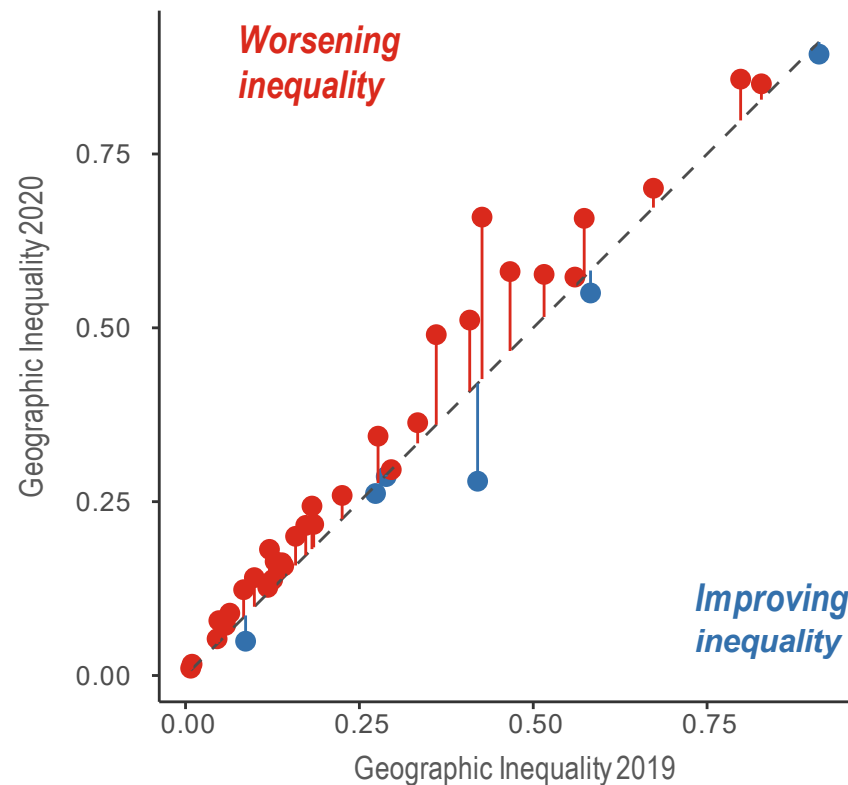 Worsening
inequality
Geographic Inequality 2020
0.75
0.50
0.25
0.00
Improving
inequality
0.00 0.25 0.50 0.75
Geographic Inequality 2019